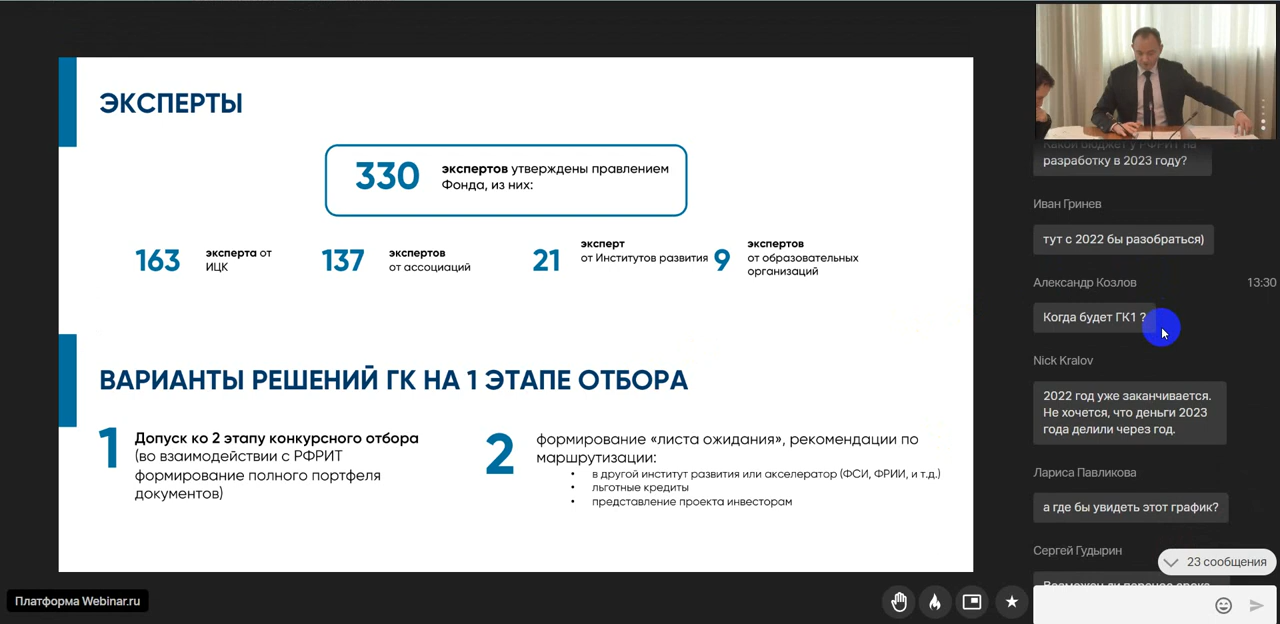 ЭКСПЕРТЫ
330
экспертов утверждены правлением
Фонда, из них:
163
эксперта от
ИЦК
137
экспертов
от ассоциаций
21
эксперт
от Институтов развития
9
экспертов
от образовательных
организаций
ВАРИАНТЫ РЕШЕНИЙ ГК НА 1 ЭТАПЕ ОТБОРА
1
Допуск ко 2 этапу конкурсного отбора
(во взаимодействии с РФРИТ
формирование полного портфеля
документов)
2
формирование «листа ожидания», рекомендации по
маршрутизации:
• в другой институт развития или акселератор (ФСИ, ФРИИ, и т.д.)
• льготные кредиты
• представление проекта инвесторам
Платформа Webinar.ru
Какой бюджет у РФРИТ на
разработку в 2023 году?
Иван Гринев
тут с 2022 бы разобраться)
Александр Козлов 13:30
Когда будет ГК1 ?
Nick Kralov
2022 год уже заканчивается.
Не хочется, что деньги 2023
года делили через год.
Лариса Павликова
а где бы увидеть этот график?
Сергей Гудырин
23 сообщения